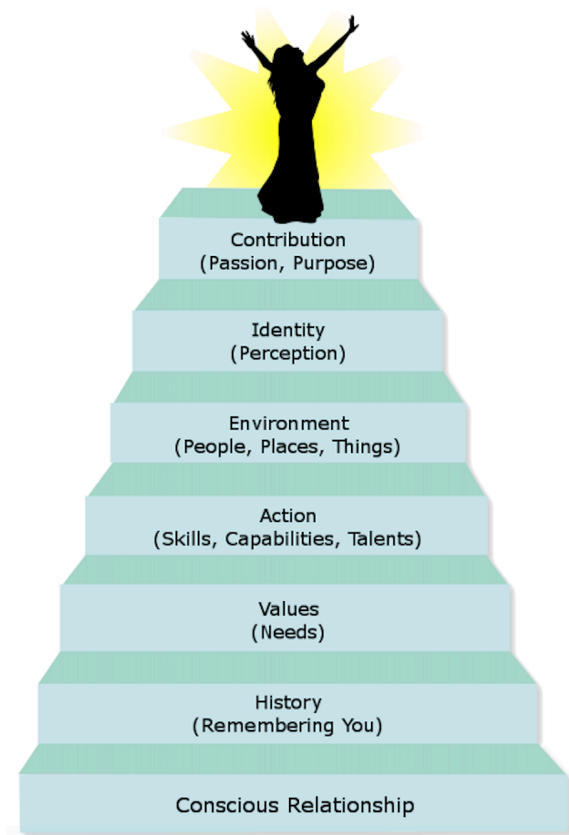 Contribution
(Passion, Purpose)
Identity
(Perception)
Environment
(People, Places, Things)
Action
(Skills, Capabilities, Talents)
Values
(Needs)
History
(Remembering You)
Conscious Relationship